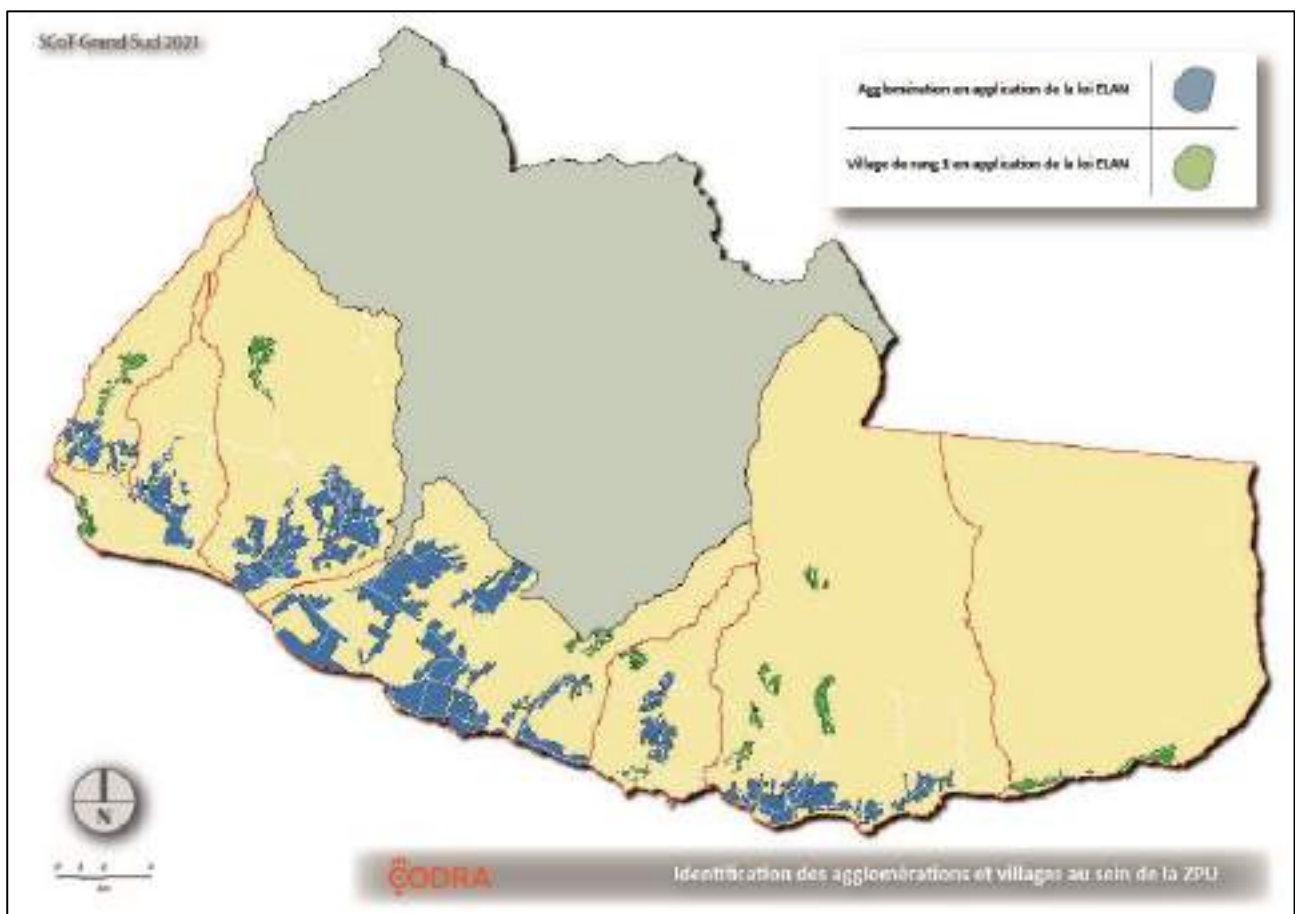 SCoT Grand Sud 2021
Agglomération en application de la loi ELAN
Village de rang 3 en application de la loi ELAN
N
CODRA
Identification des agglomérations et villages au sein de la ZPU